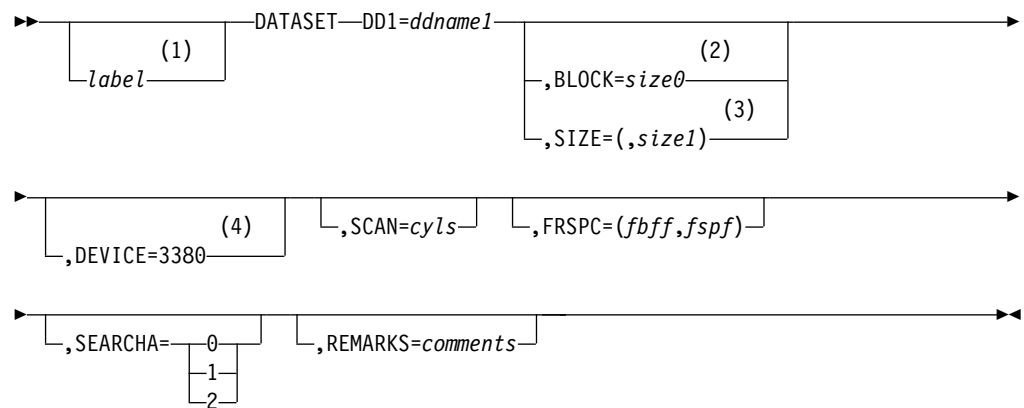 DATASET DD1=ddname1
(1) (2)
label ,BLOCK=size0
(3)
,SIZE=(,size1)
(4) ,SCAN=cyls ,FRSPC=(fbff,fspf)
,DEVICE=3380
,SEARCHA= 0 ,REMARKS=comments
1
2